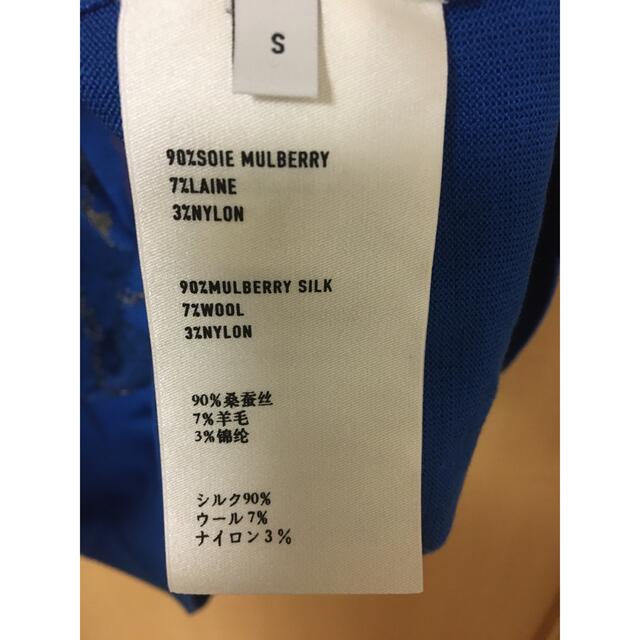 S
90%SOIE MULBERRY
7%LAINE
3%NYLON
90%MULBERRY SILK
7%WOOL
3%NYLON
90%桑蚕丝
7%羊毛
3%锦纶
シルク90%
ウール7%
ナイロン3%